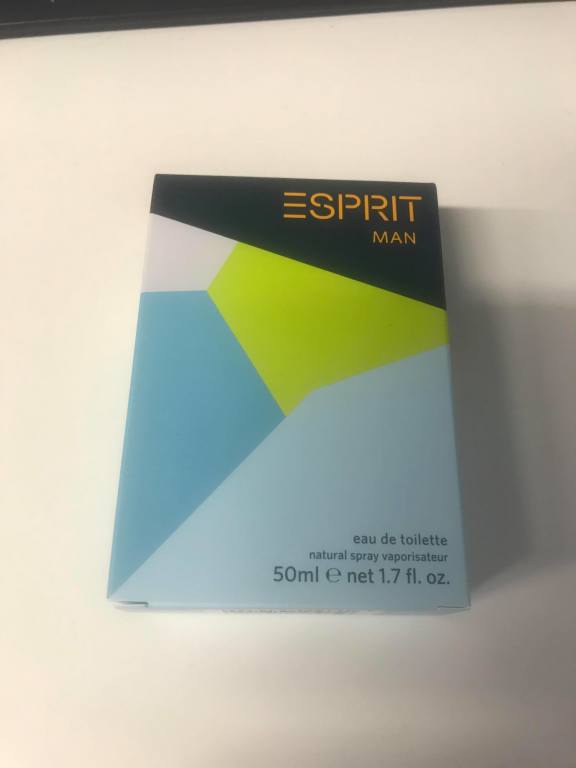 ESPRIT
MAN
eau de toilette
natural spray vaporisateur
50ml ℮ net 1.7 fl. oz.